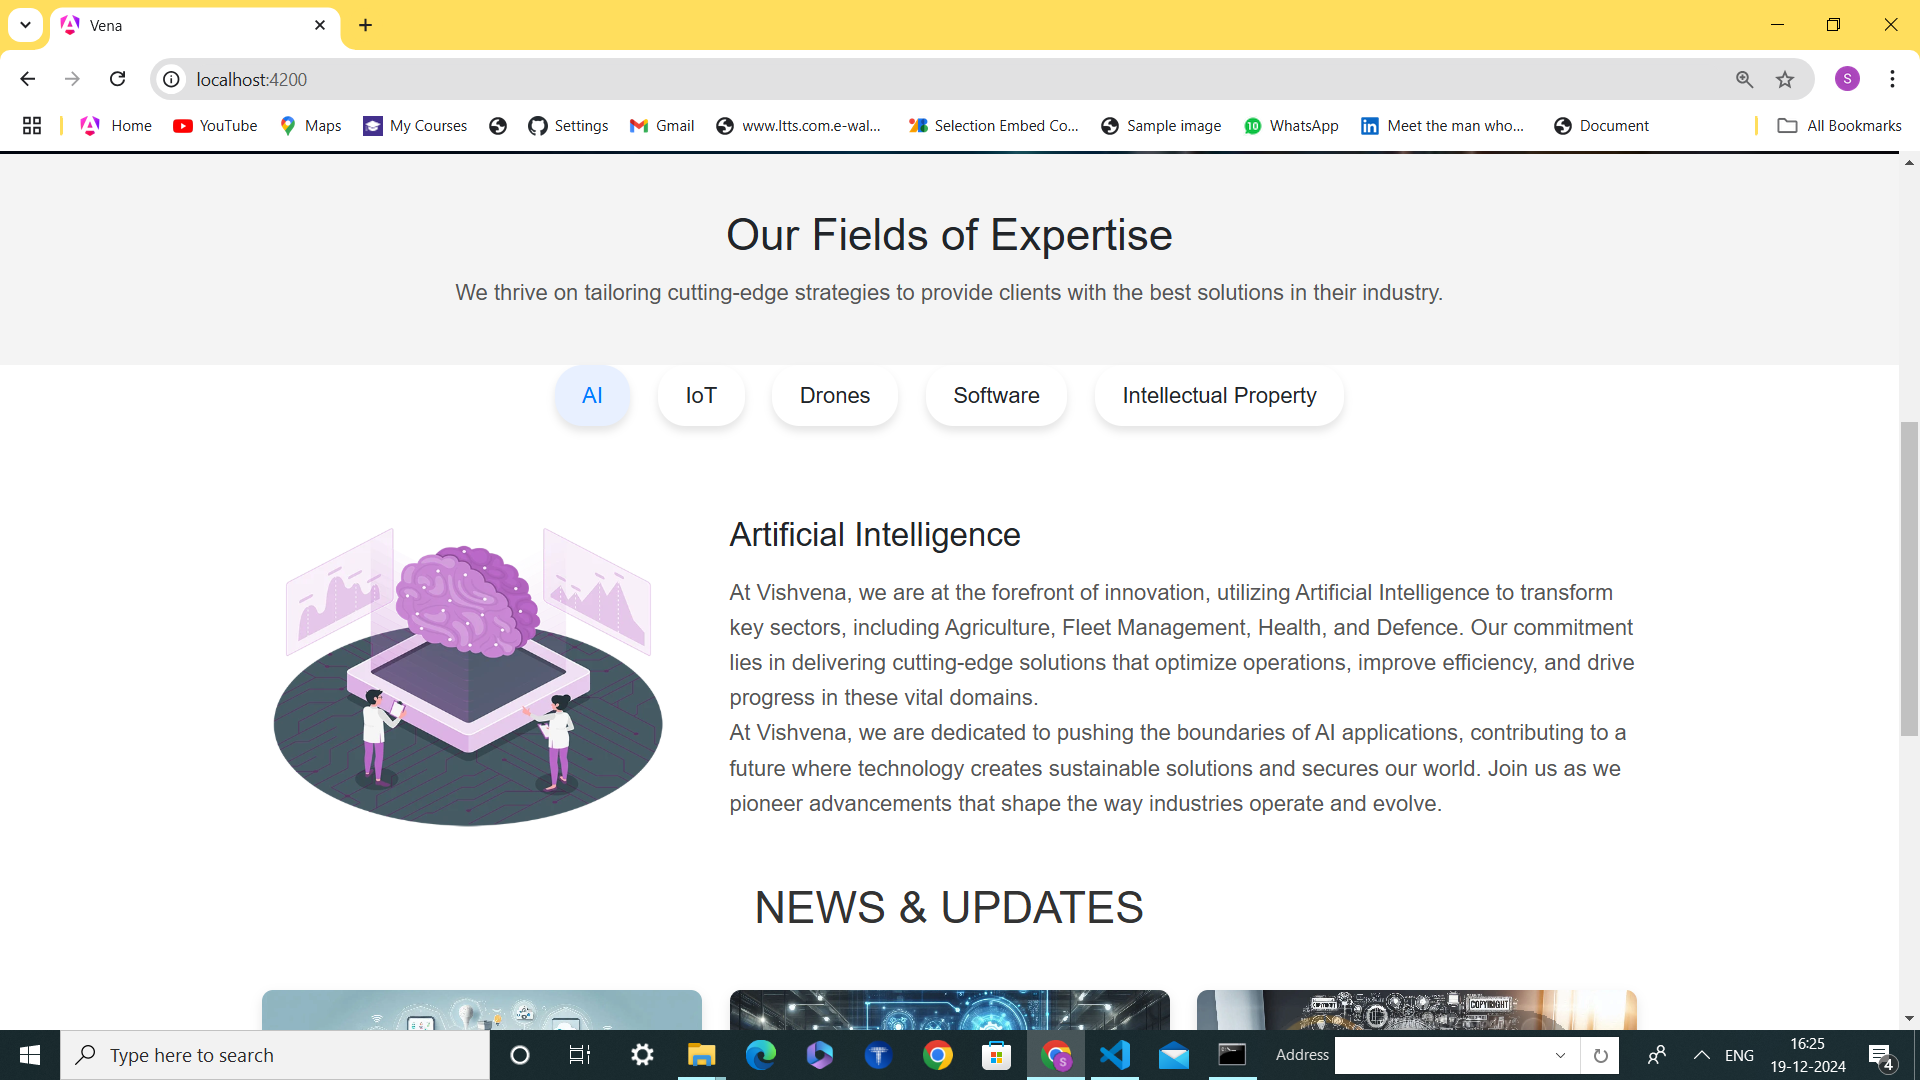 Vena
localhost:4200
S
Home
YouTube
Maps
My Courses
Settings
Gmail
www.ltts.com.e-wal...
Selection Embed Co...
Sample image
10
WhatsApp
in
Meet the man who...
Document
All Bookmarks
Our Fields of Expertise
We thrive on tailoring cutting-edge strategies to provide clients with the best solutions in their industry.
AI
IoT
Drones
Software
Intellectual Property
Artificial Intelligence
At Vishvena, we are at the forefront of innovation, utilizing Artificial Intelligence to transform
key sectors, including Agriculture, Fleet Management, Health, and Defence. Our commitment
lies in delivering cutting-edge solutions that optimize operations, improve efficiency, and drive
progress in these vital domains.
At Vishvena, we are dedicated to pushing the boundaries of AI applications, contributing to a
future where technology creates sustainable solutions and secures our world. Join us as we
pioneer advancements that shape the way industries operate and evolve.
NEWS & UPDATES
COPYRIGHT
Type here to search
T
S
Address
ENG
16:25
19-12-2024
4